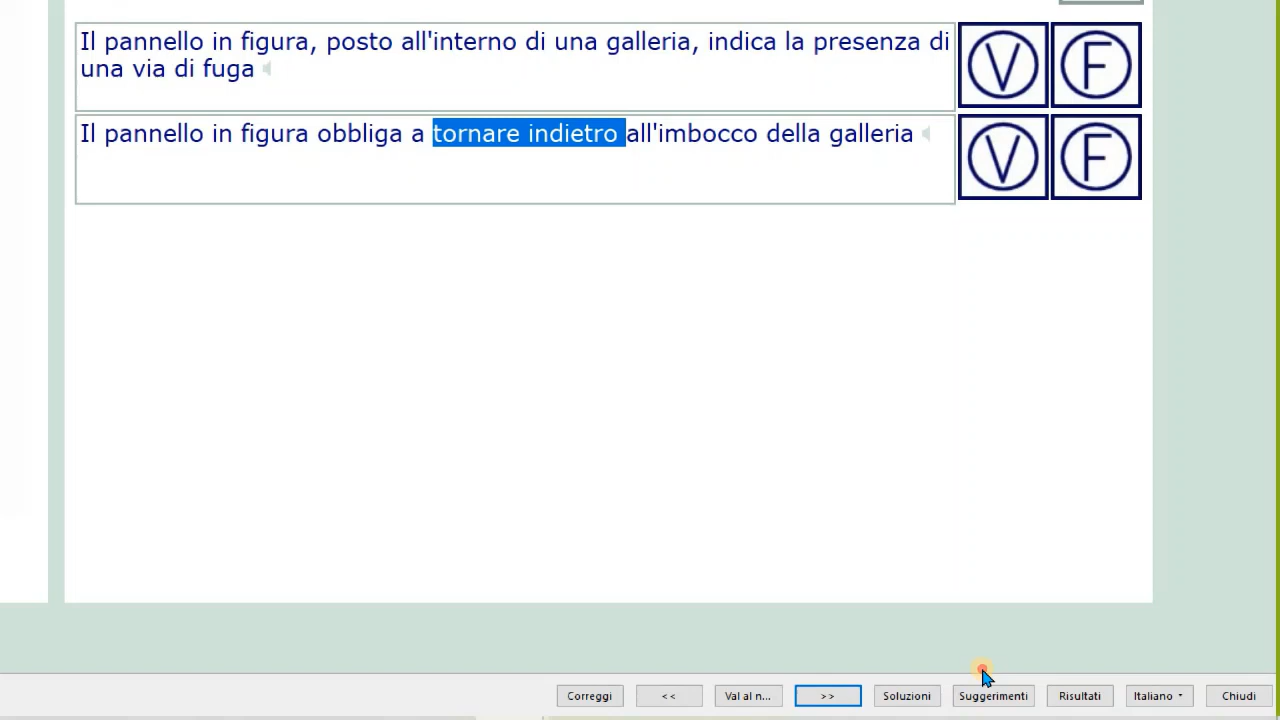 Il pannello in figura, posto all'interno di una galleria, indica la presenza di
una via di fuga
V F
Il pannello in figura obbliga a tornare indietro all'imbocco della galleria
V F
Correggi << Val al n... >> Soluzioni Suggerimenti Risultati Italiano Chiudi